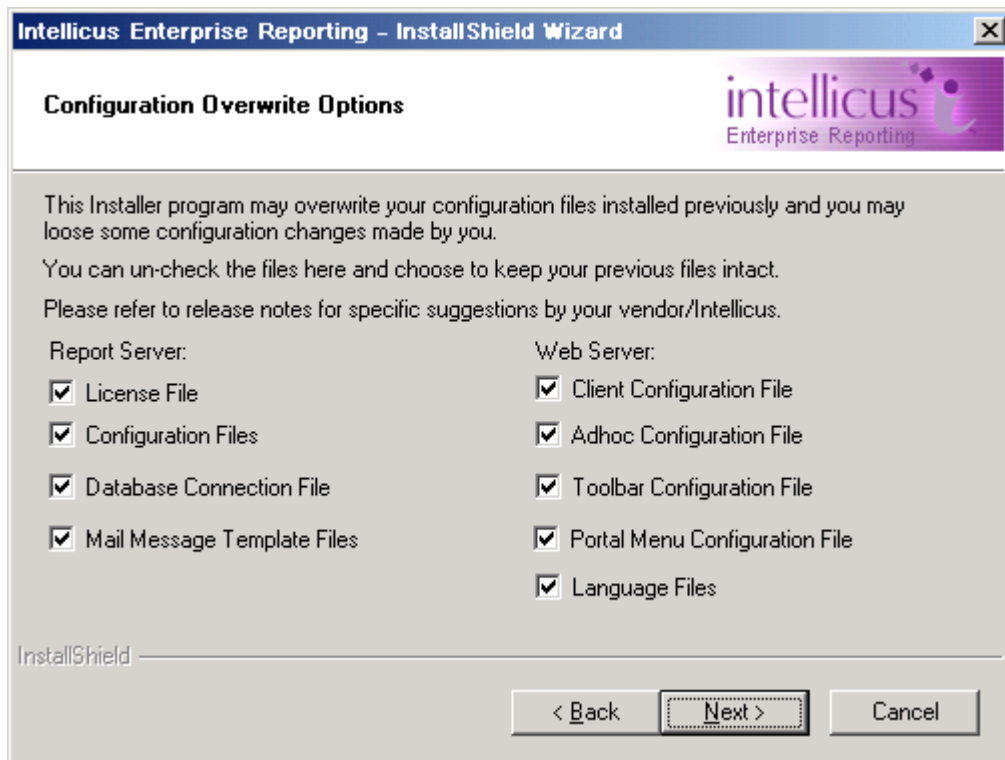 Intellicus Enterprise Reporting - InstallShield Wizard
Configuration Overwrite Options
intellicus
Enterprise Reporting
This Installer program may overwrite your configuration files installed previously and you may
loose some configuration changes made by you.
You can un-check the files here and choose to keep your previous files intact.
Please refer to release notes for specific suggestions by your vendor/Intellicus.
Report Server:
License File
Configuration Files
Database Connection File
Mail Message Template Files
Web Server:
Client Configuration File
Adhoc Configuration File
Toolbar Configuration File
Portal Menu Configuration File
Language Files
InstallShield
< Back
Next >
Cancel